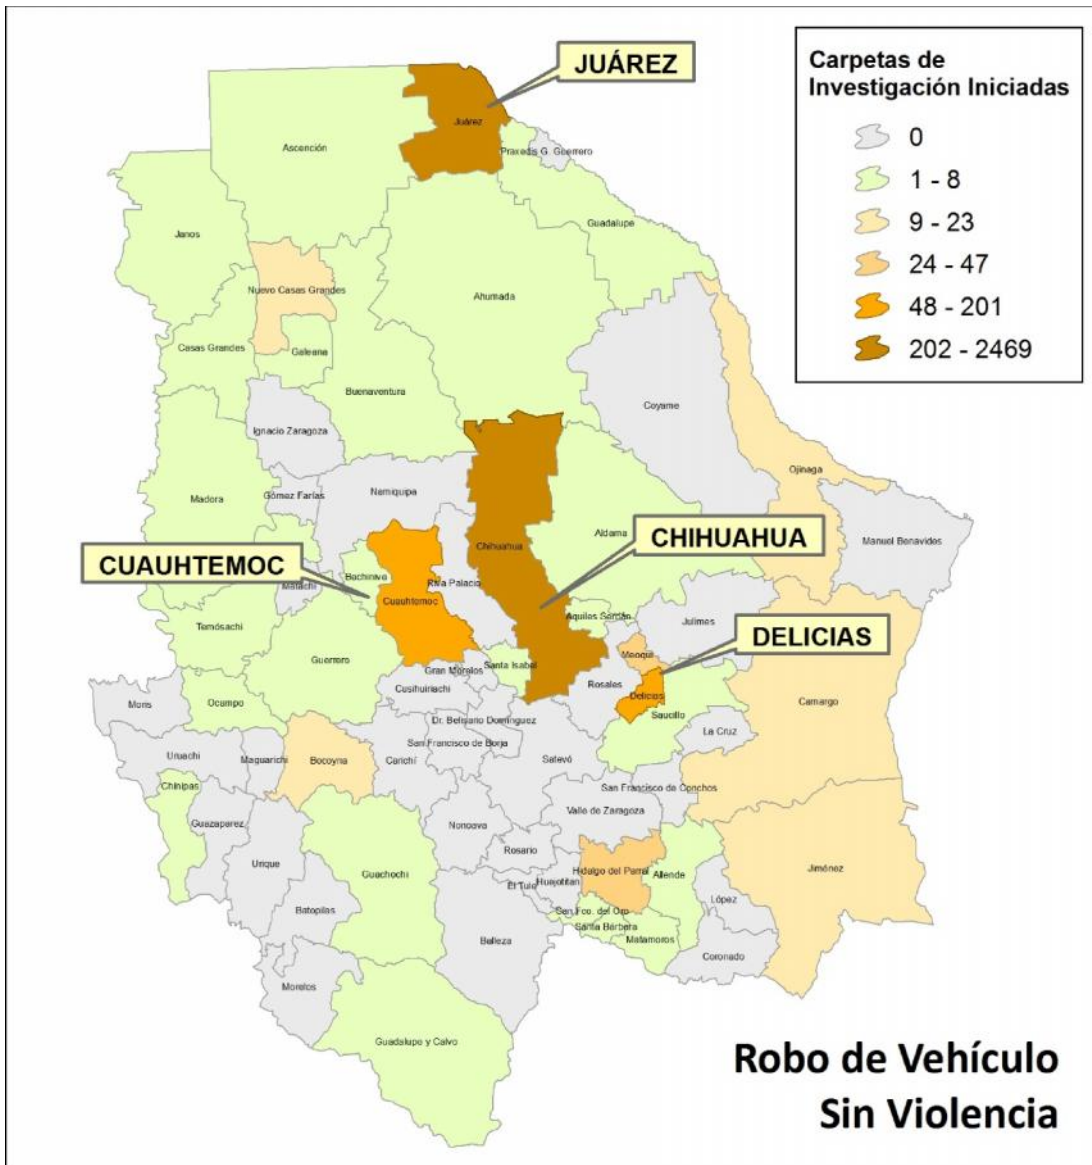 JUÁREZ
Carpetas de
Investigación Iniciadas
0
1 - 8
9 - 23
24 - 47
48 - 201
202 - 2469
Juárez
Ascención
Praxedis G. Guerrero
Guadalupe
Janos
Nuevo Casas Grandes
Ahumada
Casas Grandes
Galeana
Buenaventura
Coyame
Ignacio Zaragoza
Ojinaga
Madera
Gómez Farías
Namiquipa
Aldama
Manuel Benavides
Chihuahua
CHIHUAHUA
CUAUHTEMOC
Bachiniva
Riva Palacio
Matachi
Cuauhtemoc
Aquiles Serdán
Julimes
Temósachi
DELICIAS
Guerrero
Meoqui
Santa Isabel
Gran Morelos
Rosales
Delicias
Cusihuiriachi
Camargo
Moris
Ocampo
Saucillo
Dr. Belisario Domínguez
La Cruz
San Francisco de Borja
Uruachi
Maguarichi
Bocoyna
Carichí
Satevó
Chinipas
San Francisco de Conchos
Valle de Zaragoza
Guazaparez
Nonoava
Rosario
Urique
Hidalgo del Parral
Jiménez
Guachochi
El Tule
Huejotitan
Allende
López
Batopilas
San Fco. del Oro
Santa Bárbara
Matamoros
Balleza
Coronado
Morelos
Guadalupe y Calvo
Robo de Vehículo
Sin Violencia